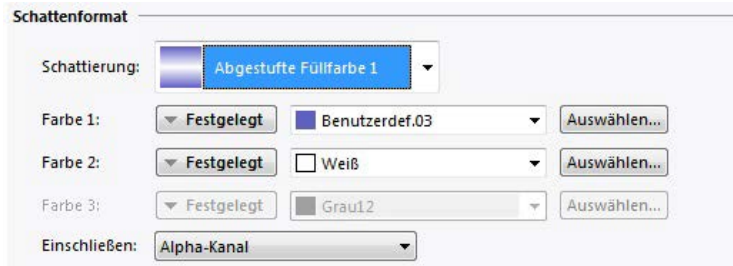 Schattenformat
Schattierung: Abgestufte Füllfarbe 1
Farbe 1: Festgelegt Benutzerdef.03 Auswählen...
Farbe 2: Festgelegt Weiß Auswählen...
Farbe 3: Festgelegt Grau12 Auswählen...
Einschließen: Alpha-Kanal